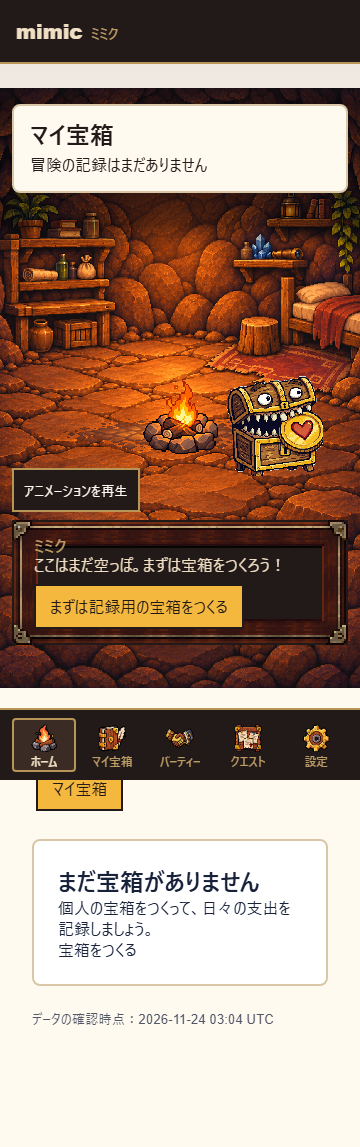 mimic ミミク
マイ宝箱
冒険の記録はまだありません
アニメーションを再生
ミミク
ここはまだ空っぽ。まずは宝箱をつくろう！
まずは記録用の宝箱をつくる
ホーム マイ宝箱 パーティー クエスト 設定
マイ宝箱
まだ宝箱がありません
個人の宝箱をつくって、日々の支出を
記録しましょう。
宝箱をつくる
データの確認時点：2026-11-24 03:04 UTC